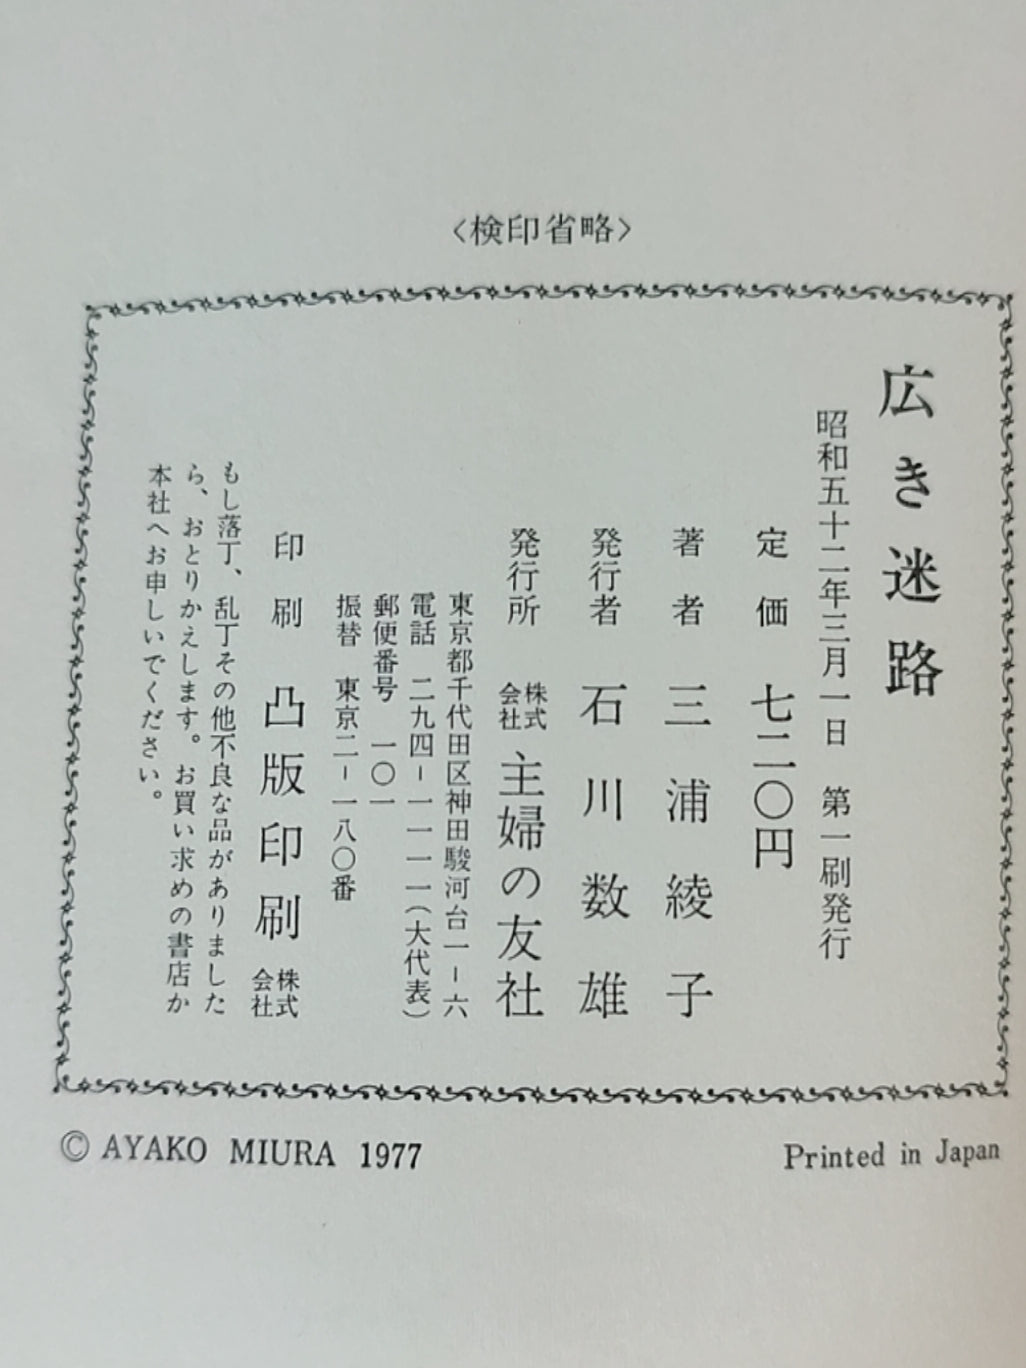 〈検印省略〉
広き迷路
昭和五十二年三月一日　第一刷発行
定価　七二〇円
著者　三浦綾子
発行者　石川数雄
発行所　株式会社　主婦の友社
東京都千代田区神田駿河台一－六
電話　二九四－一一一一（大代表）
郵便番号　一〇一
振替　東京二－一八〇番
印刷　凸版印刷株式会社
もし落丁、乱丁その他不良な品がありました
ら、おとりかえします。お買い求めの書店か
本社へお申しいでください。
© AYAKO MIURA 1977
Printed in Japan